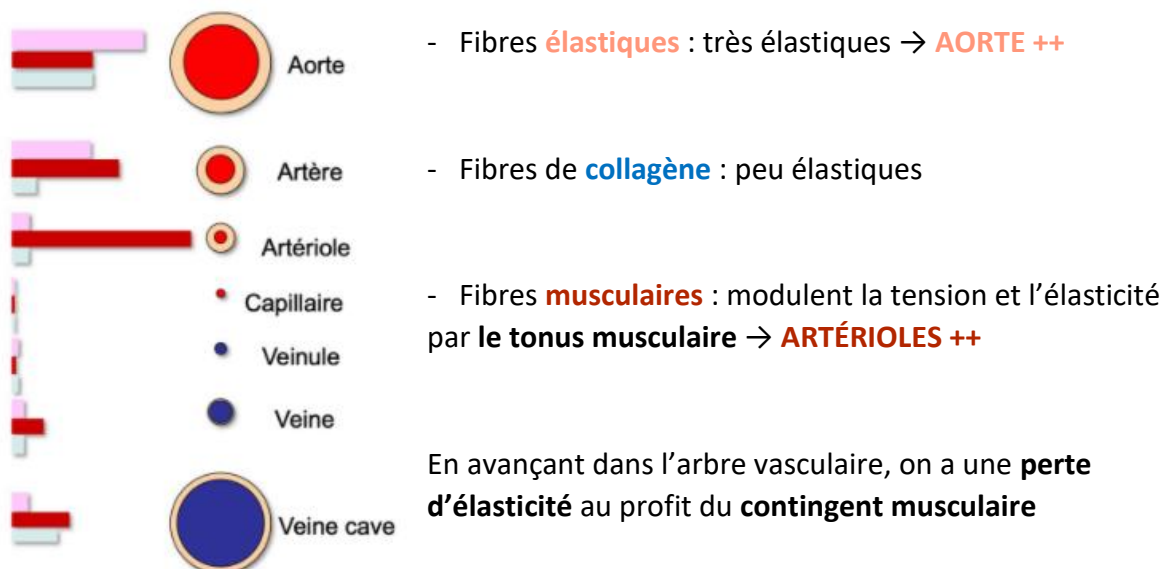 Aorte
- Fibres élastiques : très élastiques → AORTE ++
Artère
- Fibres de collagène : peu élastiques
Artériole
Capillaire
- Fibres musculaires : modulent la tension et l’élasticité
par le tonus musculaire → ARTÉRIOLES ++
Veinule
Veine
En avançant dans l’arbre vasculaire, on a une perte
d’élasticité au profit du contingent musculaire
Veine cave